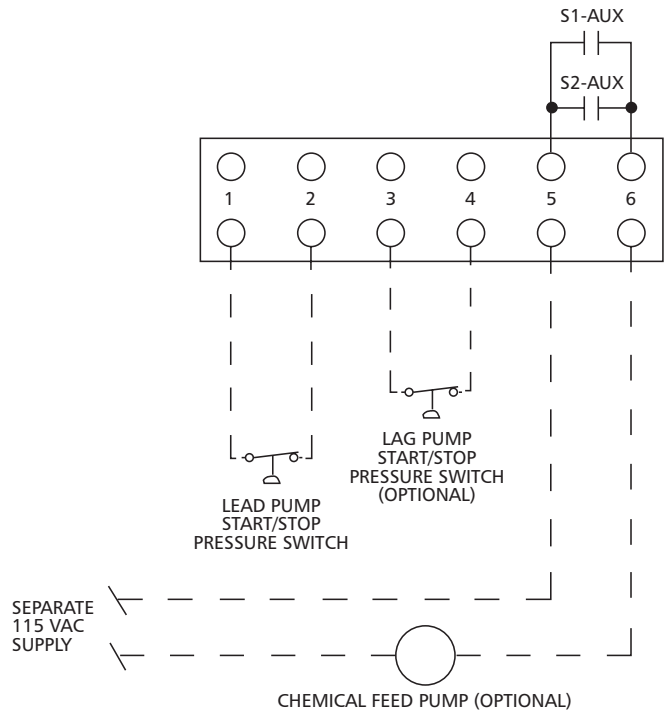 S1-AUX
S2-AUX
1 2 3 4 5 6
LAG PUMP
START/STOP
PRESSURE SWITCH
(OPTIONAL)
LEAD PUMP
START/STOP
PRESSURE SWITCH
SEPARATE
115 VAC
SUPPLY
CHEMICAL FEED PUMP (OPTIONAL)